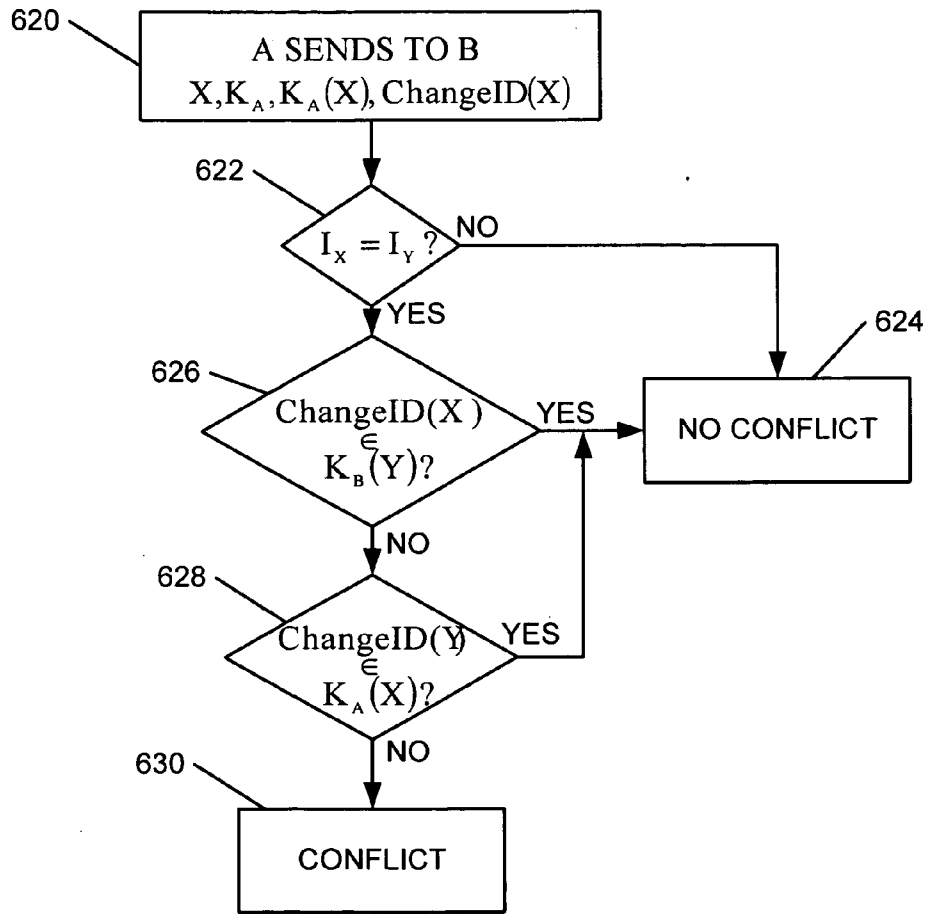 620
A SENDS TO B
X, K_A, K_A(X), ChangeID(X)
622
I_X = I_Y ?
NO
YES
624
626
ChangeID(X)
∈
K_B(Y)?
YES
NO CONFLICT
NO
628
ChangeID(Y)
∈
K_A(X)?
YES
NO
630
CONFLICT